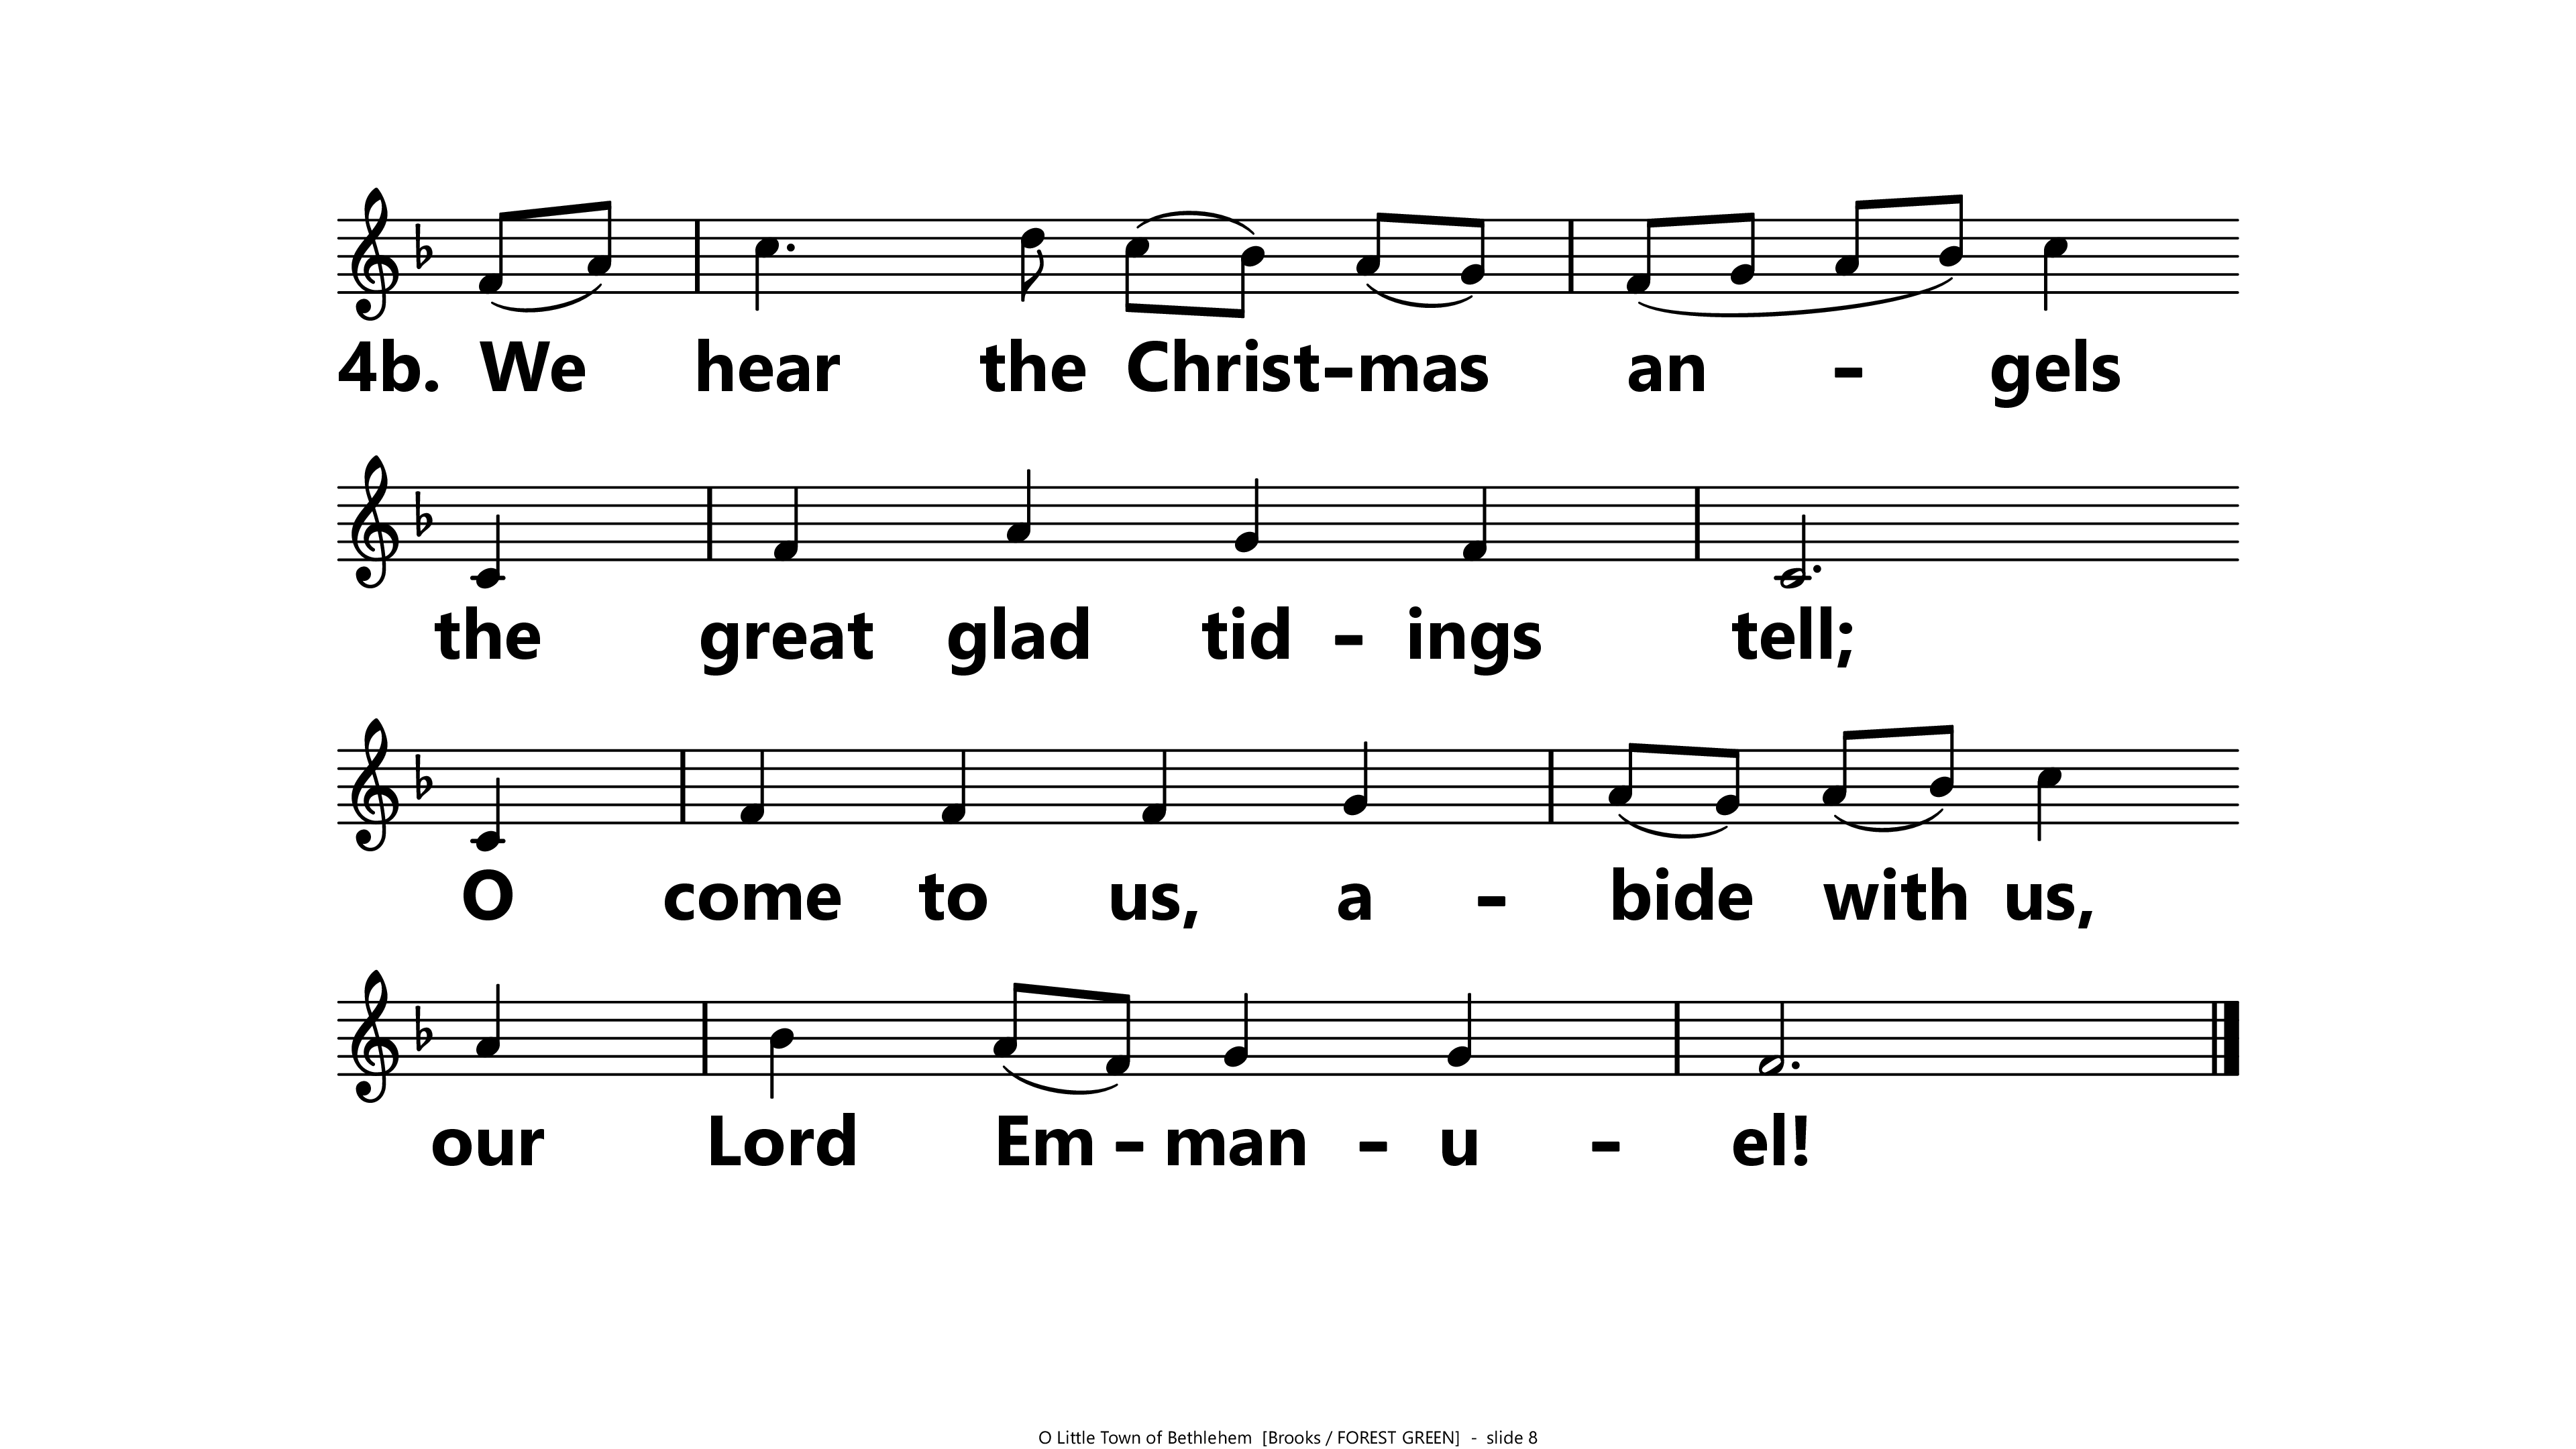 4b. We hear the Christ-mas an - gels
the great glad tid - ings tell;
O come to us, a - bide with us,
our Lord Em - man - u - el!
O Little Town of Bethlehem [Brooks / FOREST GREEN] - slide 8